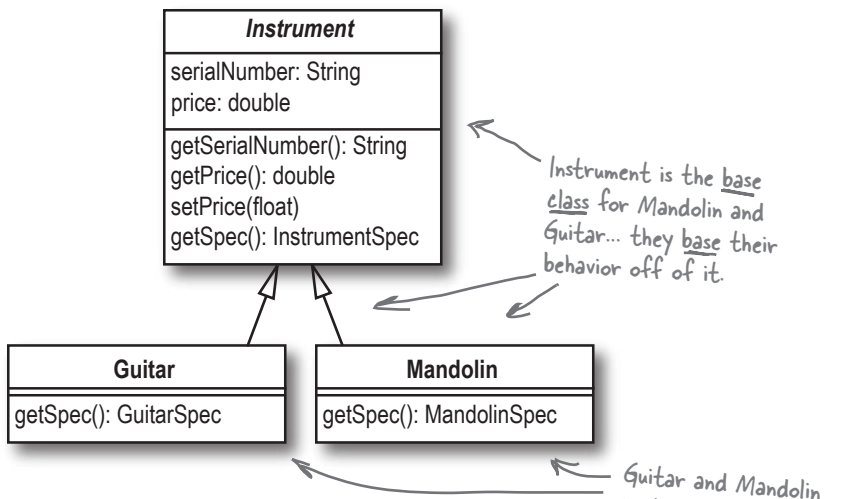 Instrument
serialNumber: String
price: double
getSerialNumber(): String
getPrice(): double
setPrice(float)
getSpec(): InstrumentSpec
Instrument is the base
class for Mandolin and
Guitar... they base their
behavior off of it.
Guitar
getSpec(): GuitarSpec
Mandolin
getSpec(): MandolinSpec
Guitar and Mandolin